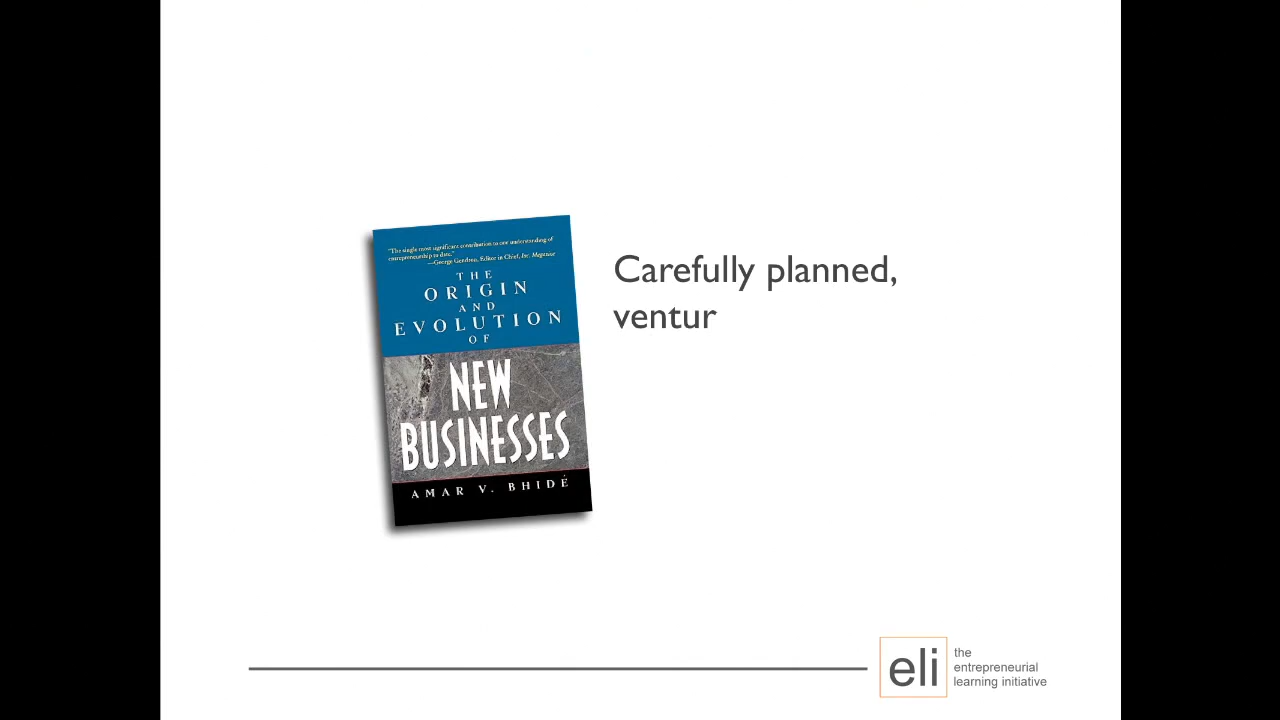 "The single most significant contribution to our understanding of
entrepreneurship to date."
—George Gendron, Editor in Chief, Inc. Magazine
THE
ORIGIN
AND
EVOLUTION
OF
NEW
BUSINESSES
AMAR V. BHIDÉ
Carefully planned,
ventur
eli
the
entrepreneurial
learning initiative